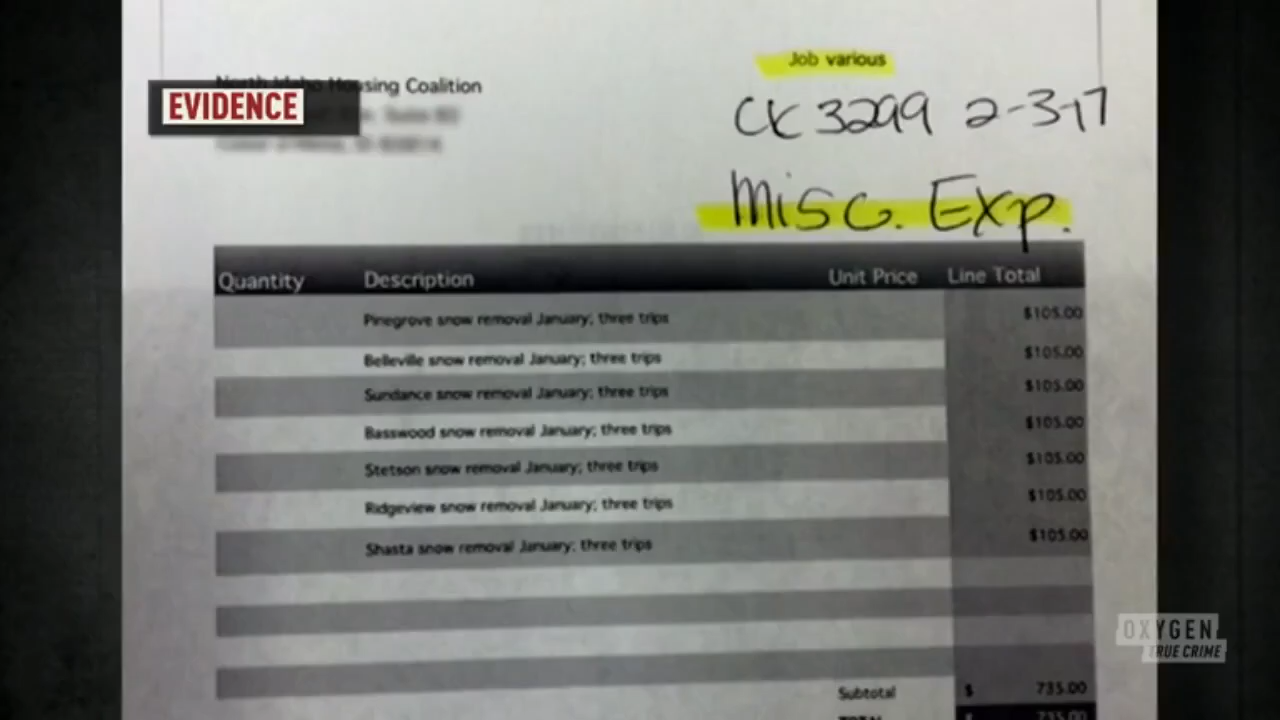 Job various
North Idaho Housing Coalition
EVIDENCE
CK 3299 2-3-17
Misc. Exp.
Quantity Description Unit Price Line Total
Pinegrove snow removal January; three trips $105.00
Belleville snow removal January; three trips $105.00
Sundance snow removal January; three trips $105.00
Basswood snow removal January; three trips $105.00
Stetson snow removal January; three trips $105.00
Ridgeview snow removal January; three trips $105.00
Shasta snow removal January; three trips $105.00
Subtotal $ 735.00
TOTAL $ 735.00
OXYGEN
TRUE CRIME